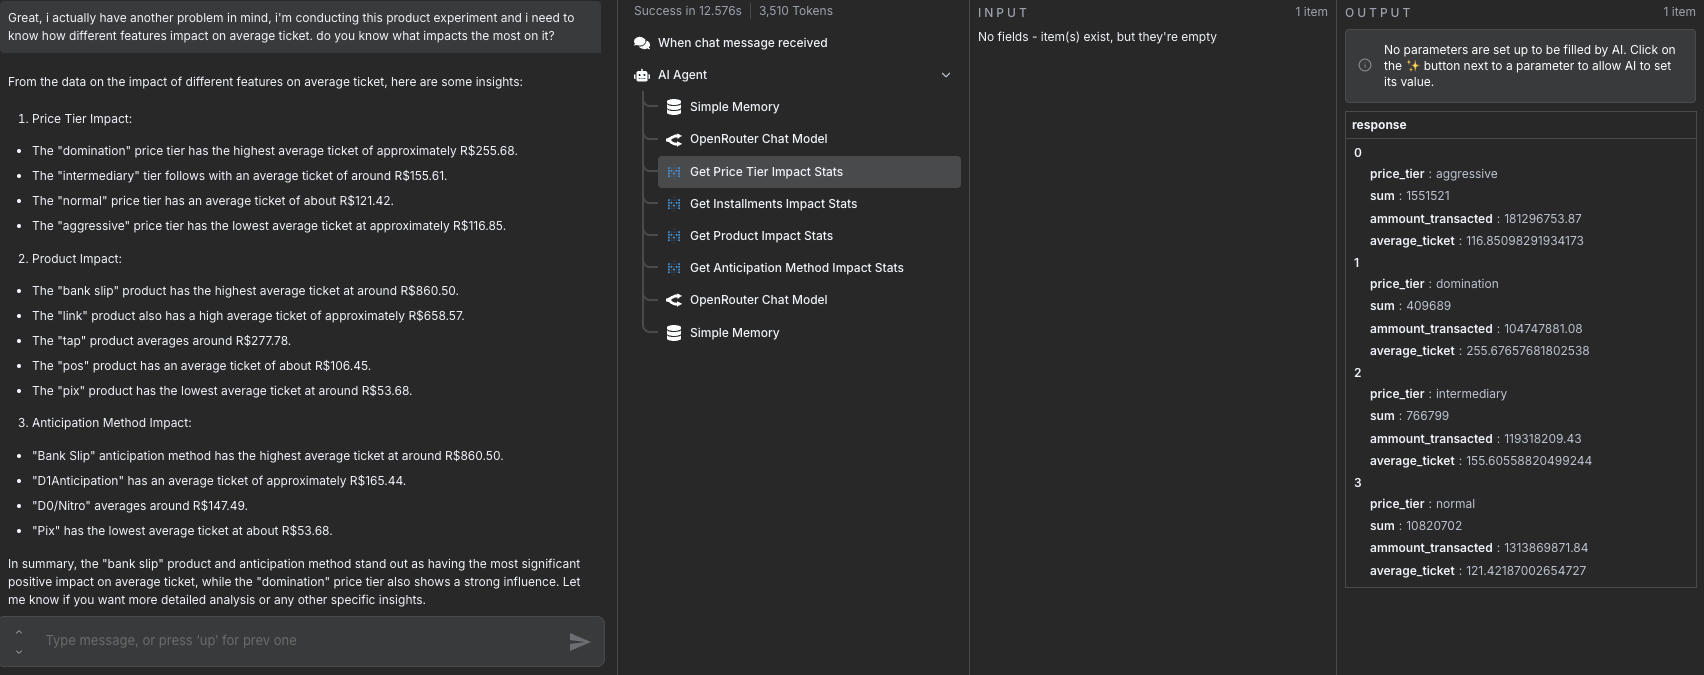 Great, i actually have another problem in mind, i'm conducting this product experiment and i need to
know how different features impact on average ticket. do you know what impacts the most on it?
From the data on the impact of different features on average ticket, here are some insights:
1. Price Tier Impact:
• The "domination" price tier has the highest average ticket of approximately R$255.68.
• The "intermediary" tier follows with an average ticket of around R$155.61.
• The "normal" price tier has an average ticket of about R$121.42.
• The "aggressive" price tier has the lowest average ticket at approximately R$116.85.
2. Product Impact:
• The "bank slip" product has the highest average ticket at around R$860.50.
• The "link" product also has a high average ticket of approximately R$658.57.
• The "tap" product averages around R$277.78.
• The "pos" product has an average ticket of about R$106.45.
• The "pix" product has the lowest average ticket at around R$53.68.
3. Anticipation Method Impact:
• "Bank Slip" anticipation method has the highest average ticket at around R$860.50.
• "D1Anticipation" has an average ticket of approximately R$165.44.
• "D0/Nitro" averages around R$147.49.
• "Pix" has the lowest average ticket at about R$53.68.
In summary, the "bank slip" product and anticipation method stand out as having the most significant
positive impact on average ticket, while the "domination" price tier also shows a strong influence. Let
me know if you want more detailed analysis or any other specific insights.
Type message, or press 'up' for prev one
Success in 12.576s | 3,510 Tokens
When chat message received
AI Agent
Simple Memory
OpenRouter Chat Model
Get Price Tier Impact Stats
Get Installments Impact Stats
Get Product Impact Stats
Get Anticipation Method Impact Stats
OpenRouter Chat Model
Simple Memory
INPUT 1 item
No fields - item(s) exist, but they're empty
OUTPUT 1 item
No parameters are set up to be filled by AI. Click on
the ✨ button next to a parameter to allow AI to set
its value.
response
0
price_tier : aggressive
sum : 1551521
ammount_transacted : 181296753.87
average_ticket : 116.85098291934173
1
price_tier : domination
sum : 409689
ammount_transacted : 104747881.08
average_ticket : 255.67657681802538
2
price_tier : intermediary
sum : 766799
ammount_transacted : 119318209.43
average_ticket : 155.60558820499244
3
price_tier : normal
sum : 10820702
ammount_transacted : 1313869871.84
average_ticket : 121.42187002654727